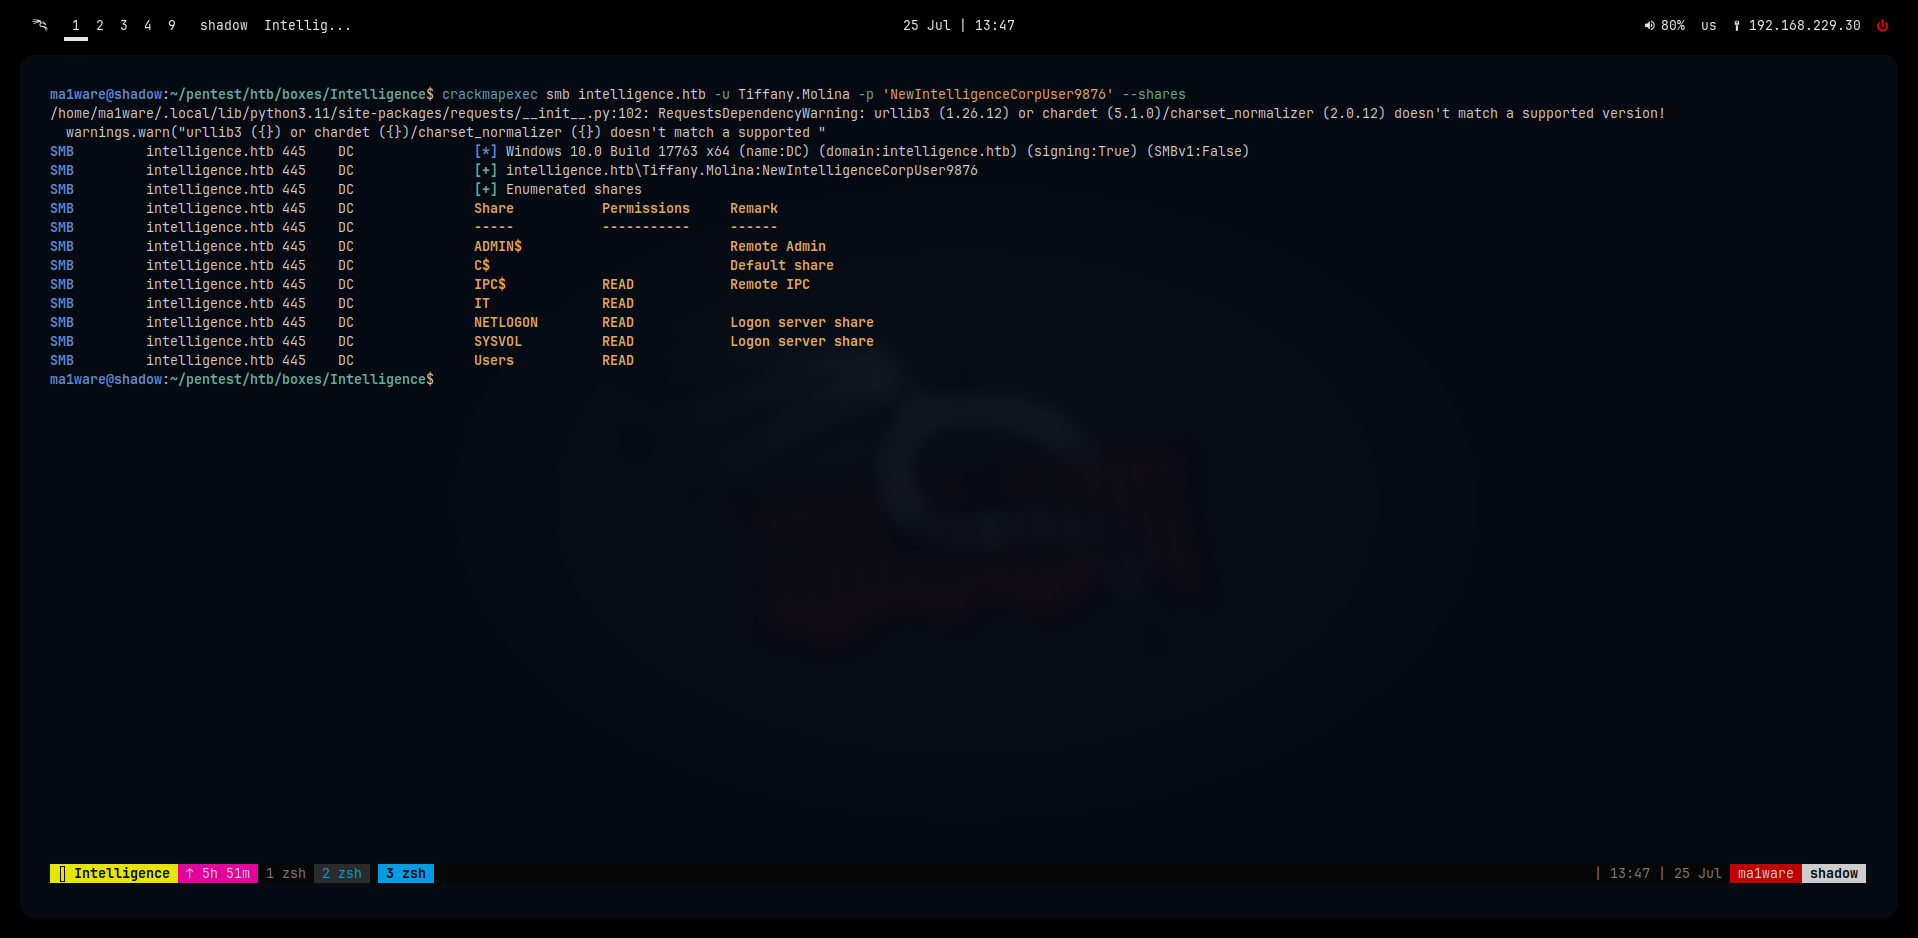 1 2 3 4 9 shadow Intellig... 25 Jul | 13:47 80% us 192.168.229.30
ma1ware@shadow:~/pentest/htb/boxes/Intelligence$ crackmapexec smb intelligence.htb -u Tiffany.Molina -p 'NewIntelligenceCorpUser9876' --shares
/home/ma1ware/.local/lib/python3.11/site-packages/requests/__init__.py:102: RequestsDependencyWarning: urllib3 (1.26.12) or chardet (5.1.0)/charset_normalizer (2.0.12) doesn't match a supported version!
warnings.warn("urllib3 ({}) or chardet ({})/charset_normalizer ({}) doesn't match a supported "
SMB intelligence.htb 445 DC [*] Windows 10.0 Build 17763 x64 (name:DC) (domain:intelligence.htb) (signing:True) (SMBv1:False)
SMB intelligence.htb 445 DC [+] intelligence.htb\Tiffany.Molina:NewIntelligenceCorpUser9876
SMB intelligence.htb 445 DC [+] Enumerated shares
SMB intelligence.htb 445 DC Share Permissions Remark
SMB intelligence.htb 445 DC ----- ----------- ------
SMB intelligence.htb 445 DC ADMIN$ Remote Admin
SMB intelligence.htb 445 DC C$ Default share
SMB intelligence.htb 445 DC IPC$ READ Remote IPC
SMB intelligence.htb 445 DC IT READ
SMB intelligence.htb 445 DC NETLOGON READ Logon server share
SMB intelligence.htb 445 DC SYSVOL READ Logon server share
SMB intelligence.htb 445 DC Users READ
ma1ware@shadow:~/pentest/htb/boxes/Intelligence$
Intelligence ↑ 5h 51m 1 zsh 2 zsh 3 zsh | 13:47 | 25 Jul ma1ware shadow